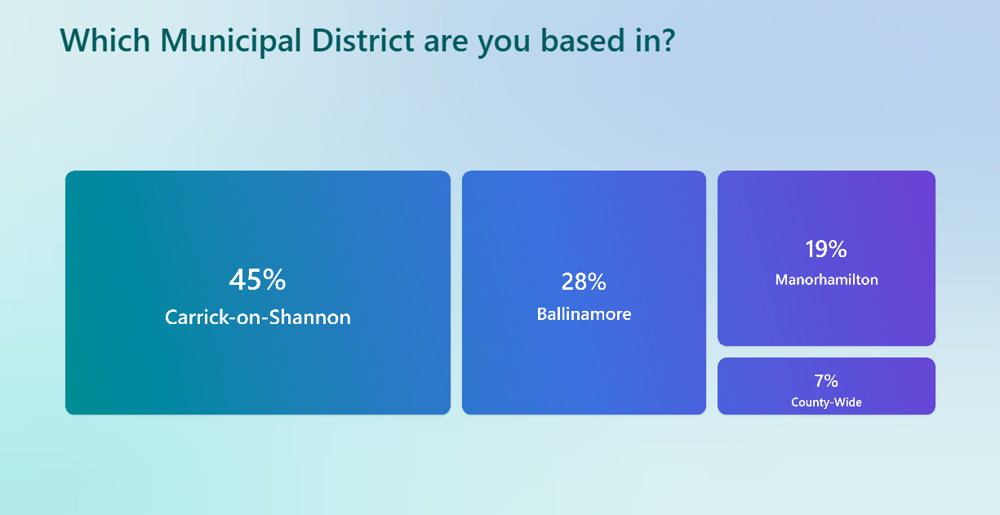 Which Municipal District are you based in?
45%
Carrick-on-Shannon
28%
Ballinamore
19%
Manorhamilton
7%
County-Wide